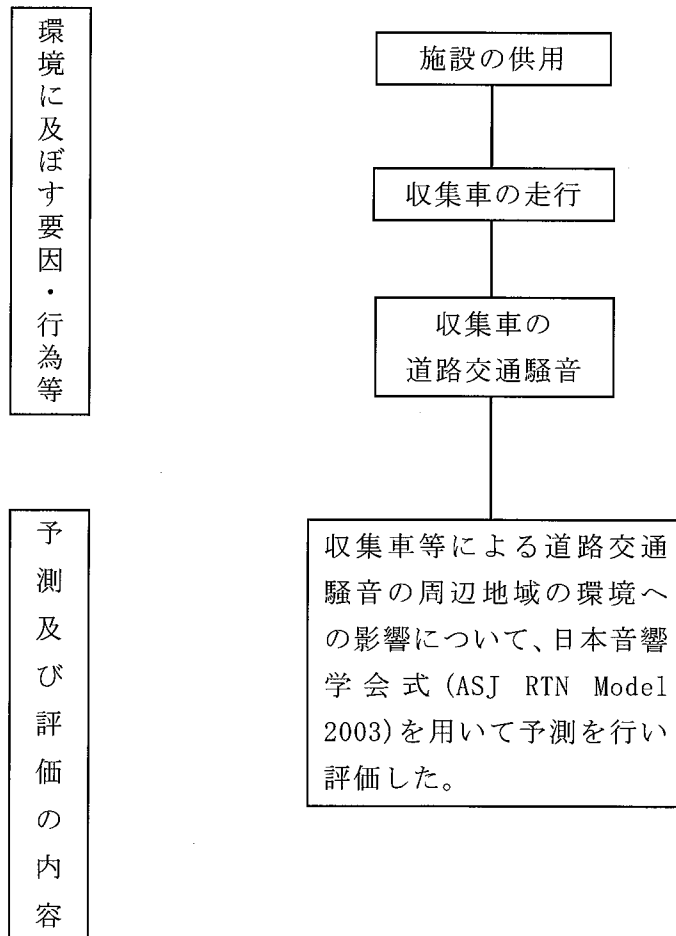 環境に及ぼす要因・行為等
施設の供用
収集車の走行
収集車の
道路交通騒音
予測及び評価の内容
収集車等による道路交通
騒音の周辺地域の環境へ
の影響について、日本音響
学会式(ASJ RTN Model
2003)を用いて予測を行い
評価した。